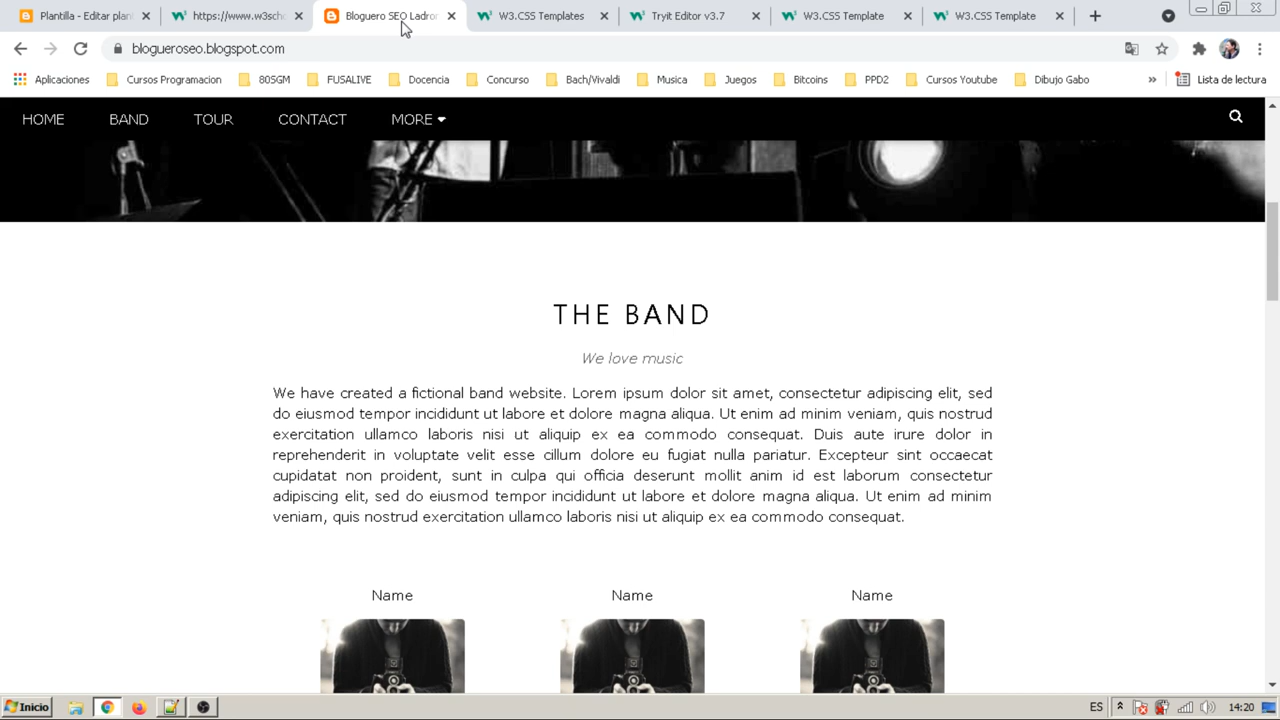 Plantilla - Editar plan
https://www.w3scho
Bloguero SEO Ladron
W3.CSS Templates
Tryit Editor v3.7
W3.CSS Template
W3.CSS Template
blogueroseo.blogspot.com
Aplicaciones
Cursos Programacion
80SGM
FUSALIVE
Docencia
Concurso
Bach/Vivaldi
Musica
Juegos
Bitcoins
PPD2
Cursos Youtube
Dibujo Gabo
»
Lista de lectura
HOME
BAND
TOUR
CONTACT
MORE
THE BAND
We love music
We have created a fictional band website. Lorem ipsum dolor sit amet, consectetur adipiscing elit, sed
do eiusmod tempor incididunt ut labore et dolore magna aliqua. Ut enim ad minim veniam, quis nostrud
exercitation ullamco laboris nisi ut aliquip ex ea commodo consequat. Duis aute irure dolor in
reprehenderit in voluptate velit esse cillum dolore eu fugiat nulla pariatur. Excepteur sint occaecat
cupidatat non proident, sunt in culpa qui officia deserunt mollit anim id est laborum consectetur
adipiscing elit, sed do eiusmod tempor incididunt ut labore et dolore magna aliqua. Ut enim ad minim
veniam, quis nostrud exercitation ullamco laboris nisi ut aliquip ex ea commodo consequat.
Name
Name
Name
Inicio
ES
14:20